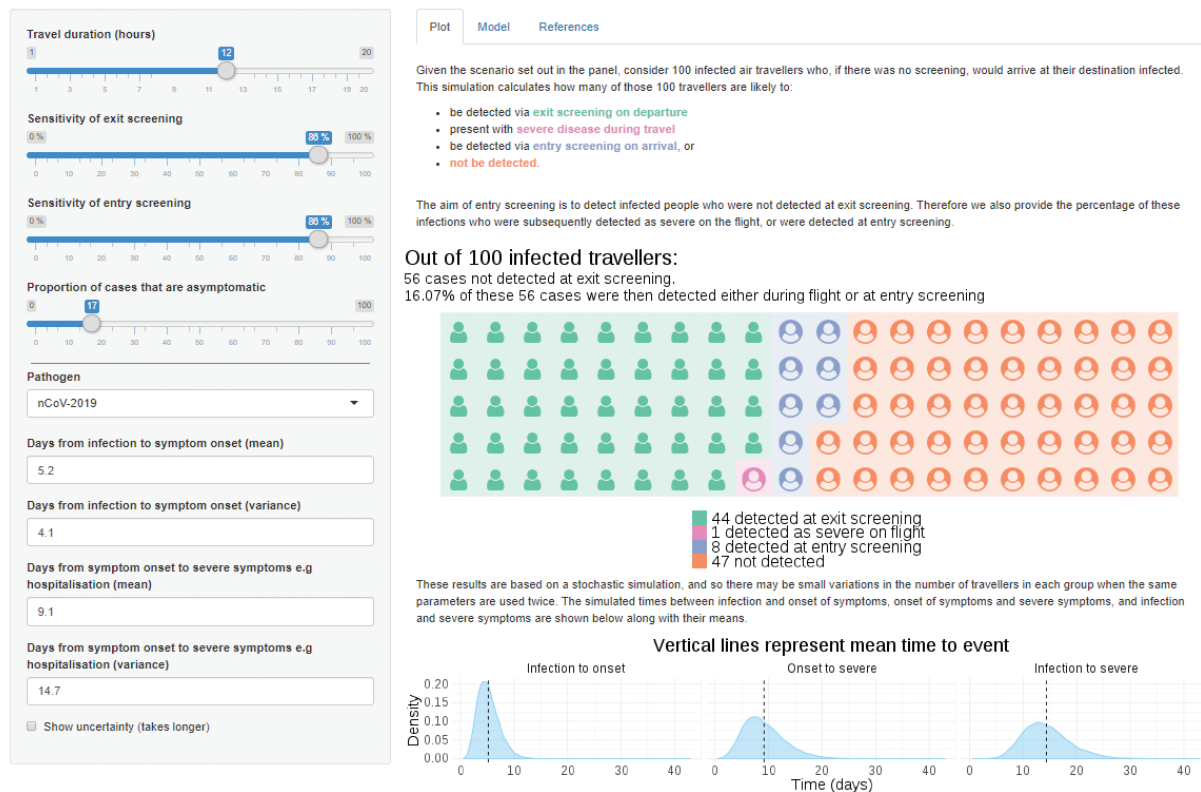 Travel duration (hours)
1 12 20
1 3 5 7 9 11 13 15 17 19 20
Sensitivity of exit screening
0 % 86 % 100 %
0 10 20 30 40 50 60 70 80 90 100
Sensitivity of entry screening
0 % 86 % 100 %
0 10 20 30 40 50 60 70 80 90 100
Proportion of cases that are asymptomatic
0 17 100
0 10 20 30 40 50 60 70 80 90 100
Pathogen
nCoV-2019
Days from infection to symptom onset (mean)
5.2
Days from infection to symptom onset (variance)
4.1
Days from symptom onset to severe symptoms e.g
hospitalisation (mean)
9.1
Days from symptom onset to severe symptoms e.g
hospitalisation (variance)
14.7
Show uncertainty (takes longer)
Plot Model References
Given the scenario set out in the panel, consider 100 infected air travellers who, if there was no screening, would arrive at their destination infected.
This simulation calculates how many of those 100 travellers are likely to:
• be detected via exit screening on departure
• present with severe disease during travel
• be detected via entry screening on arrival, or
• not be detected.
The aim of entry screening is to detect infected people who were not detected at exit screening. Therefore we also provide the percentage of these
infections who were subsequently detected as severe on the flight, or were detected at entry screening.
Out of 100 infected travellers:
56 cases not detected at exit screening.
16.07% of these 56 cases were then detected either during flight or at entry screening
44 detected at exit screening
1 detected as severe on flight
8 detected at entry screening
47 not detected
These results are based on a stochastic simulation, and so there may be small variations in the number of travellers in each group when the same
parameters are used twice. The simulated times between infection and onset of symptoms, onset of symptoms and severe symptoms, and infection
and severe symptoms are shown below along with their means.
Vertical lines represent mean time to event
Infection to onset Onset to severe Infection to severe
Density
0.20
0.15
0.10
0.05
0.00
0 10 20 30 40 0 10 20 30 40 0 10 20 30 40
Time (days)